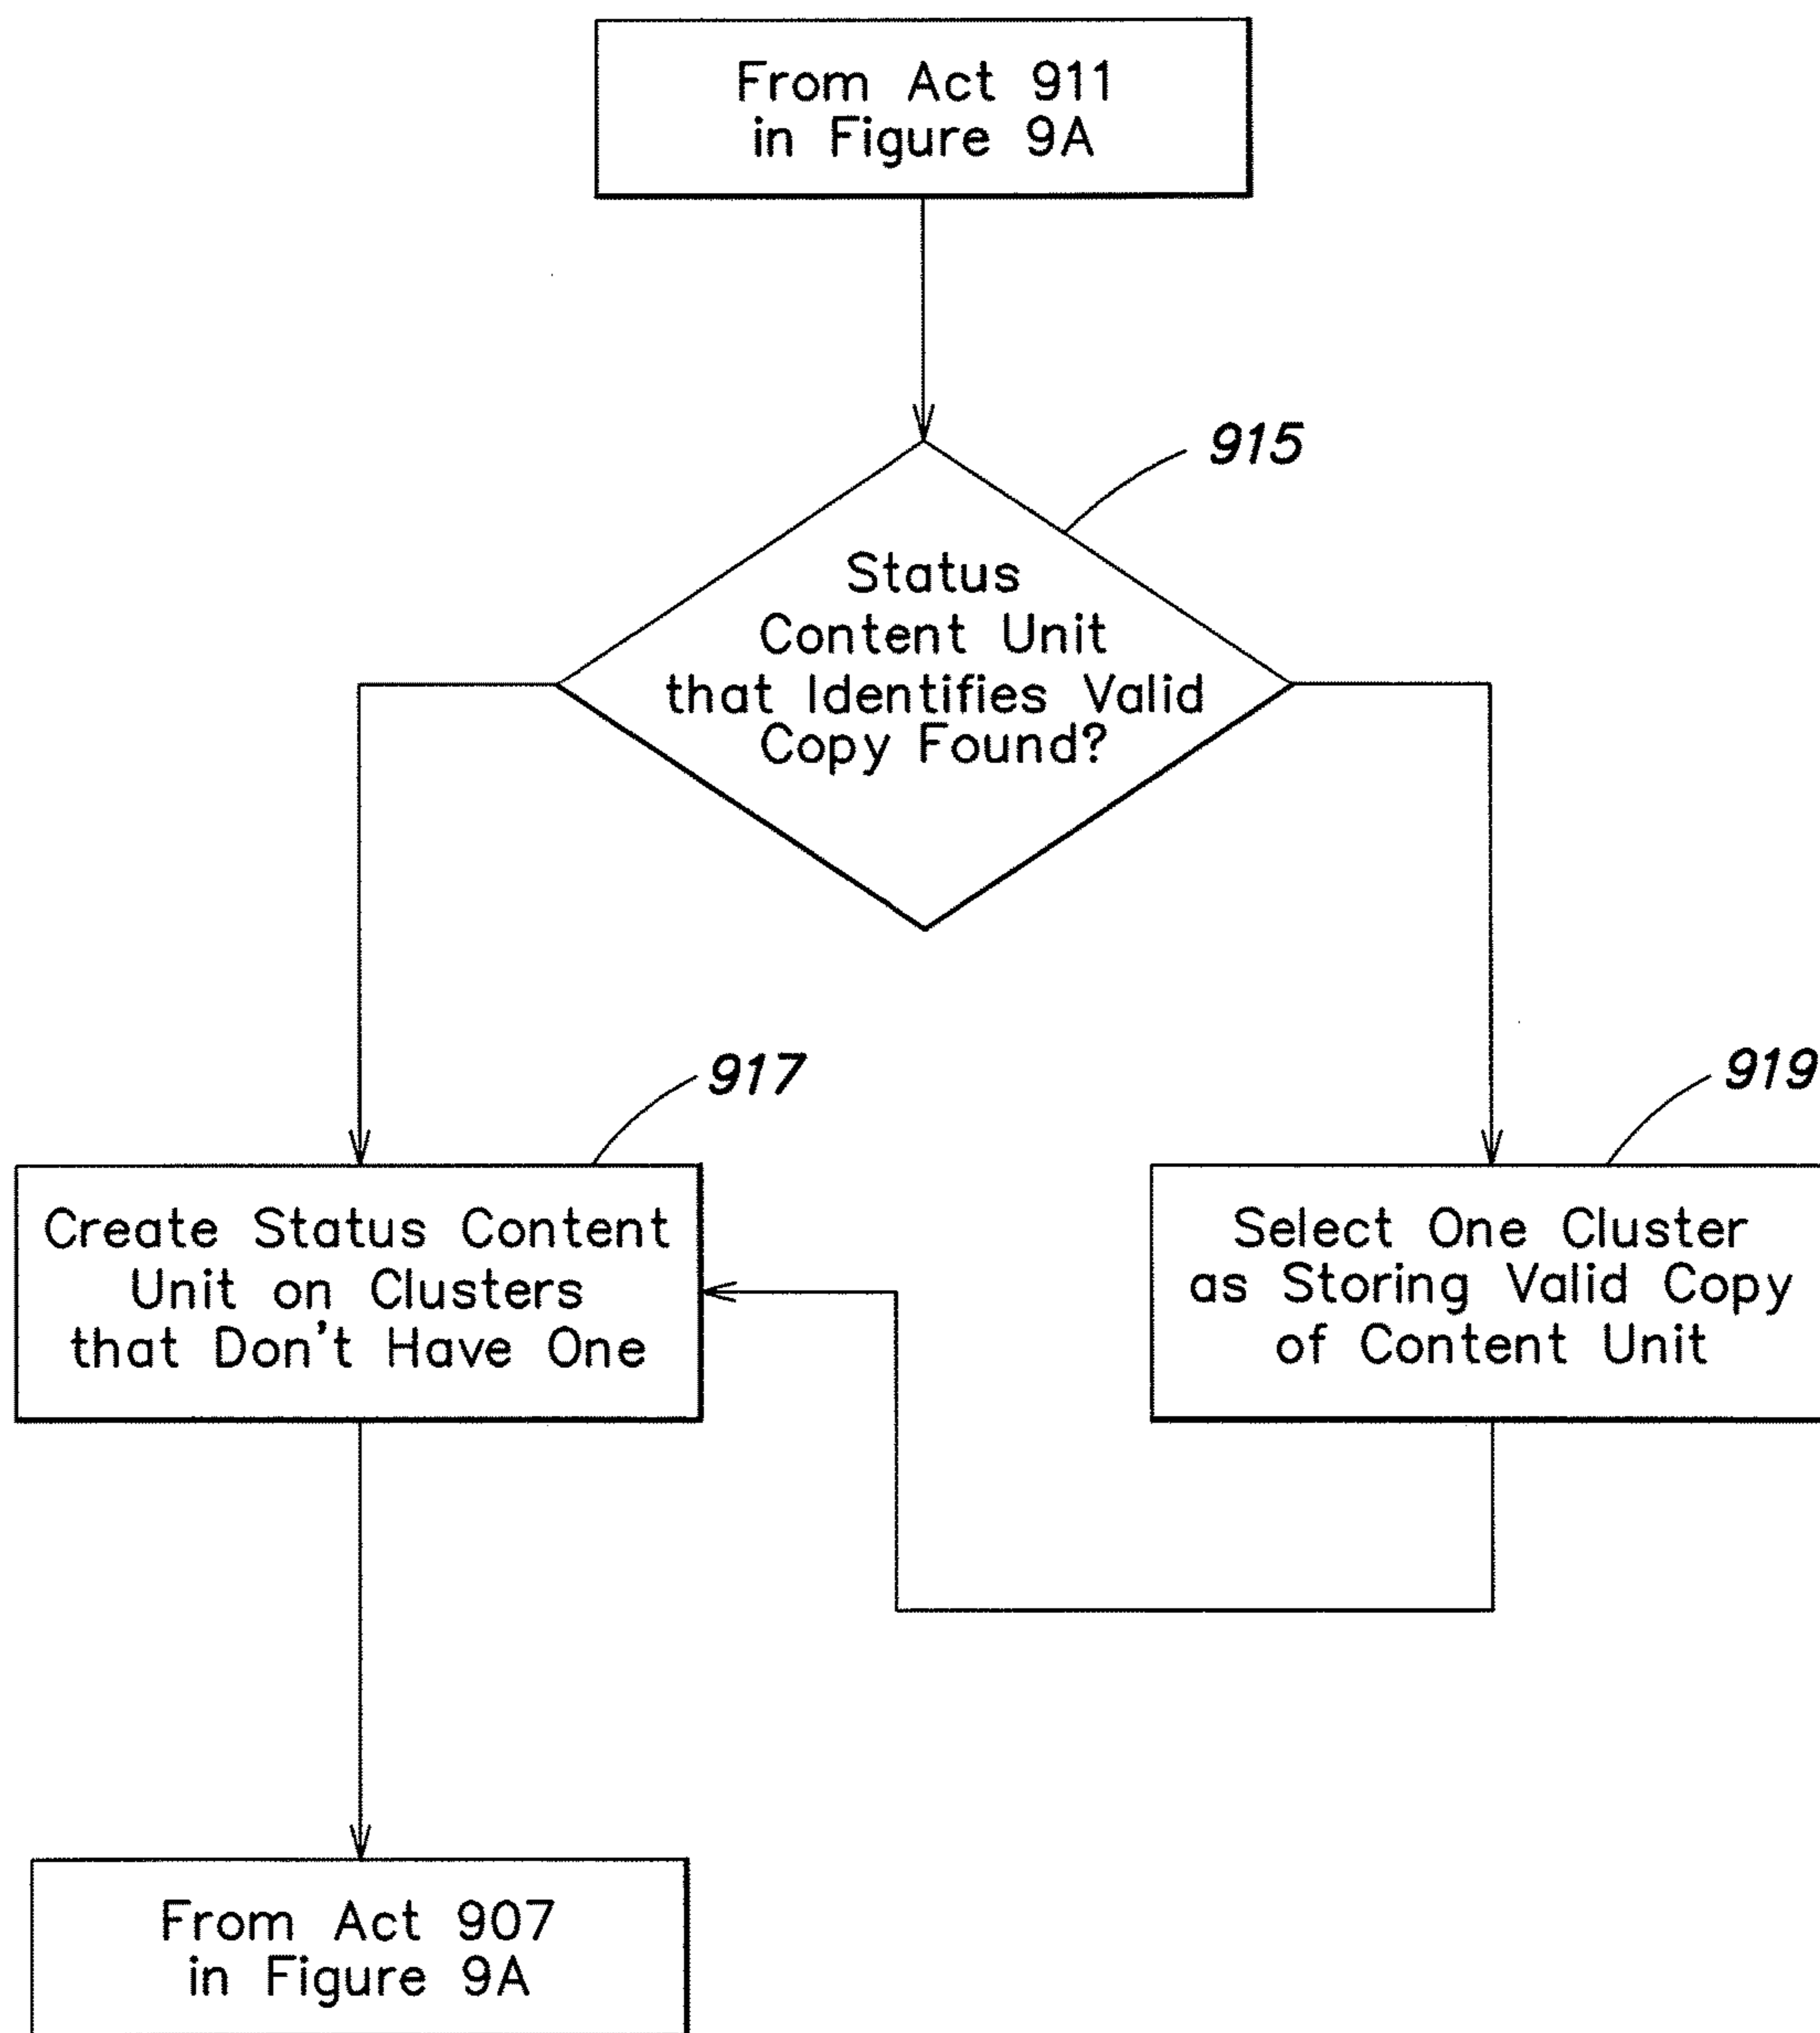 From Act 911
in Figure 9A
915
Status
Content Unit
that Identifies Valid
Copy Found?
917
919
Create Status Content
Unit on Clusters
that Don't Have One
Select One Cluster
as Storing Valid Copy
of Content Unit
From Act 907
in Figure 9A